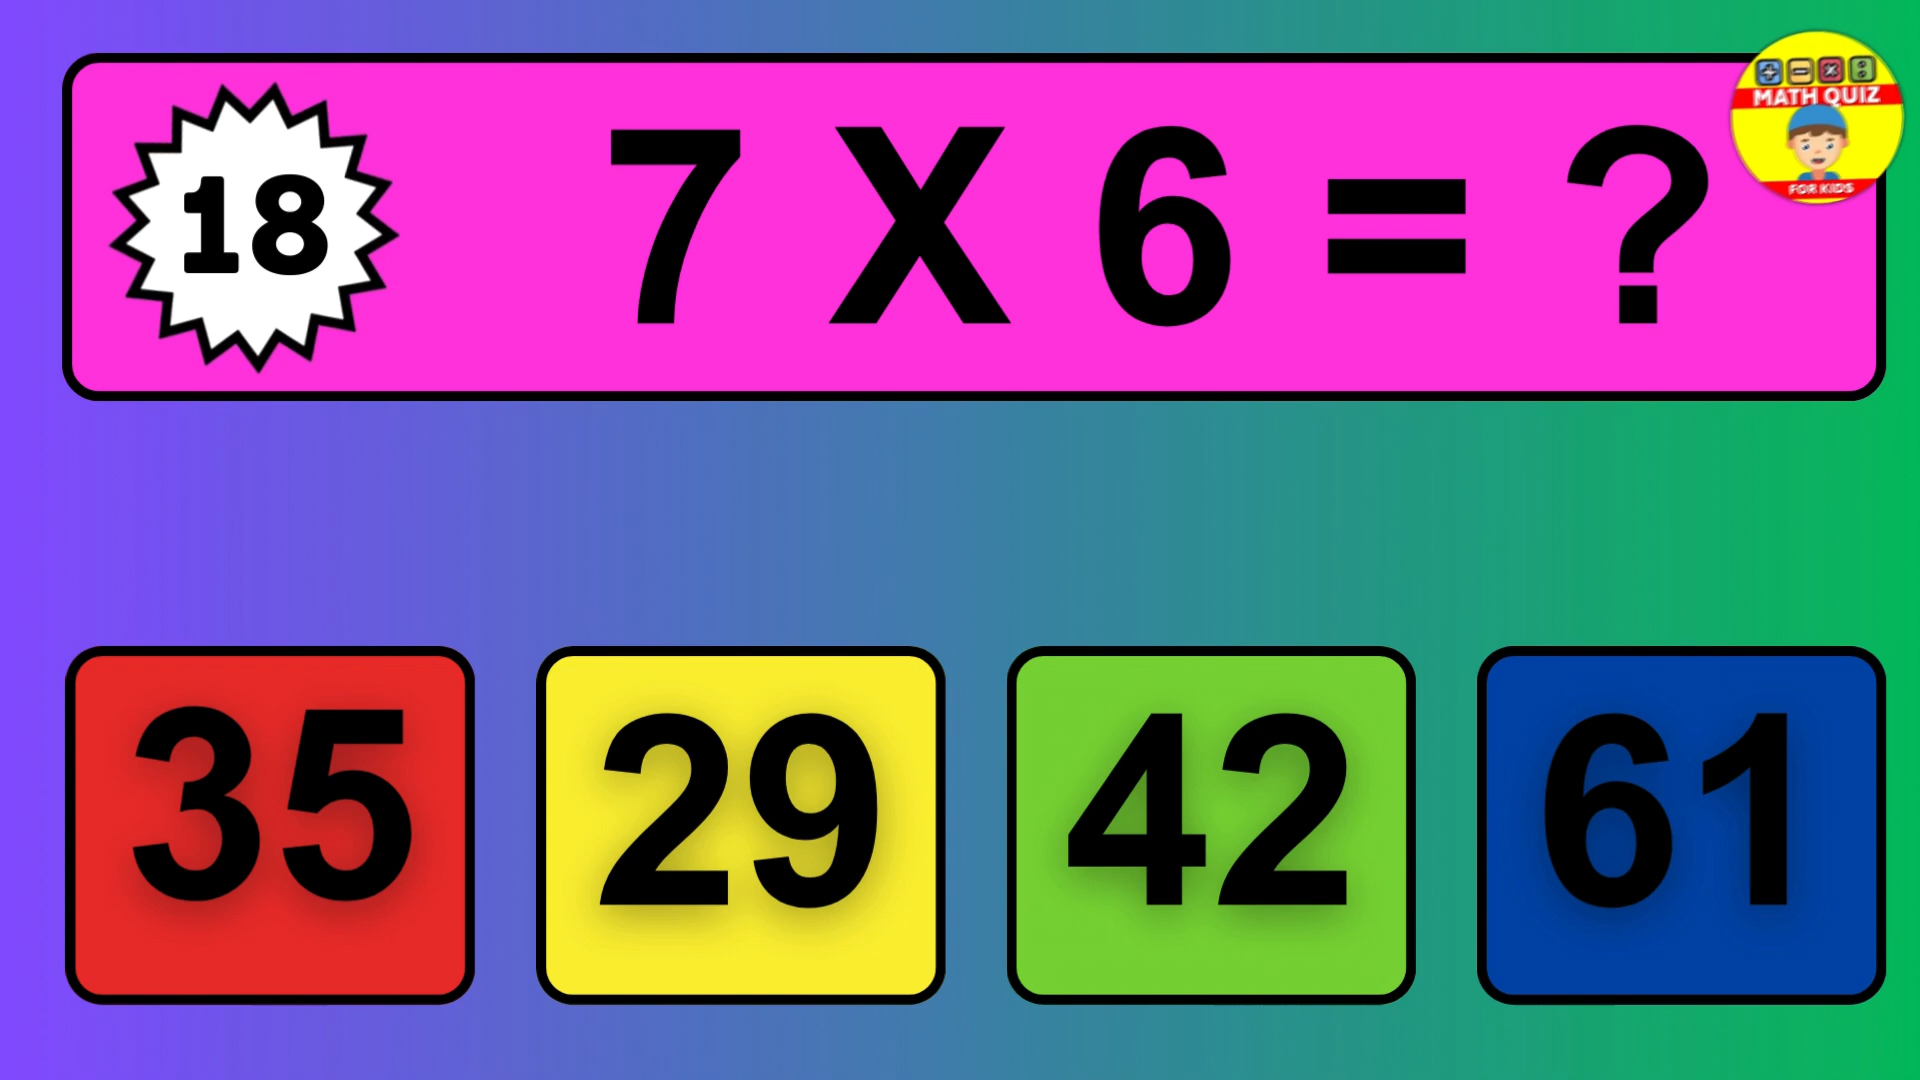 18
7 X 6 = ?
+ - x
MATH QUIZ
FOR KIDS
35
29
42
61